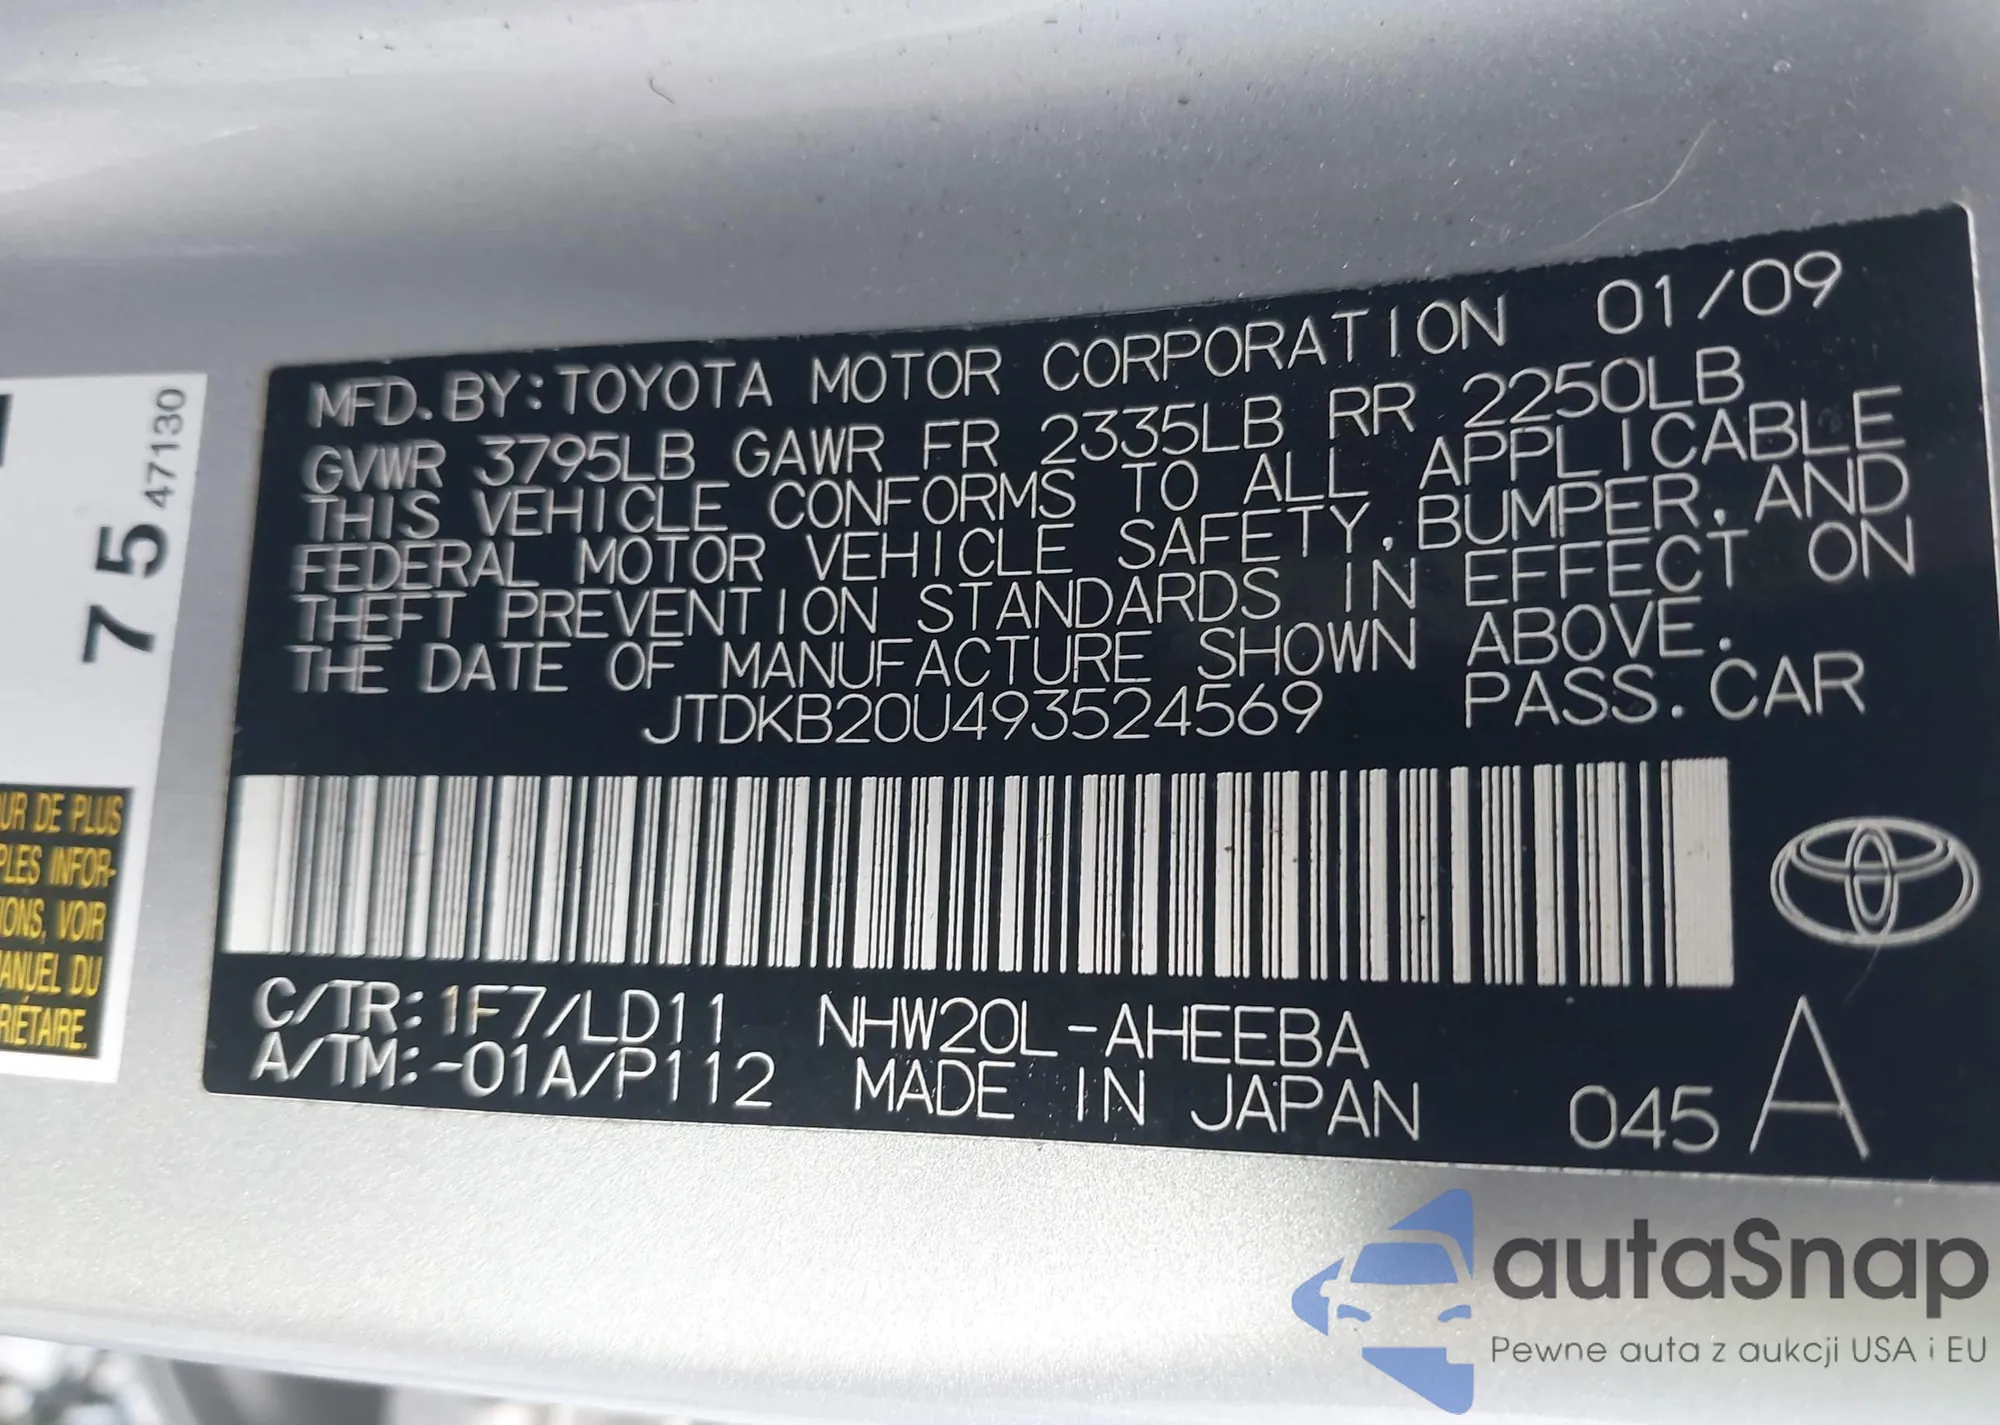 MFD. BY: TOYOTA MOTOR CORPORATION 01/09
GVWR 3795LB GAWR FR 2335LB RR 2250LB
THIS VEHICLE CONFORMS TO ALL APPLICABLE
FEDERAL MOTOR VEHICLE SAFETY, BUMPER, AND
THEFT PREVENTION STANDARDS IN EFFECT ON
THE DATE OF MANUFACTURE SHOWN ABOVE.
JTDKB20U493524569 PASS. CAR
C/TR: 1F7/LD11 NHW20L-AHEEBA
A/TM: -01A/P112 MADE IN JAPAN 045 A
75 47130
UR DE PLUS
PLES INFOR-
IONS, VOIR
ANUEL DU
RIÉTAIRE.
autaSnap
Pewne auta z aukcji USA i EU